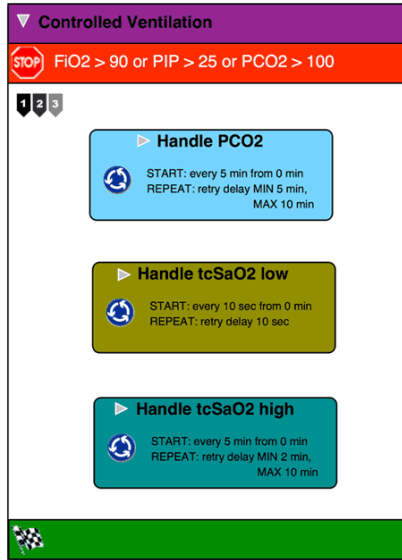 Controlled Ventilation
STOP
FiO2 > 90 or PIP > 25 or PCO2 > 100
1 2 3
Handle PCO2
START: every 5 min from 0 min
REPEAT: retry delay MIN 5 min,
MAX 10 min
Handle tcSaO2 low
START: every 10 sec from 0 min
REPEAT: retry delay 10 sec
Handle tcSaO2 high
START: every 5 min from 0 min
REPEAT: retry delay MIN 2 min,
MAX 10 min